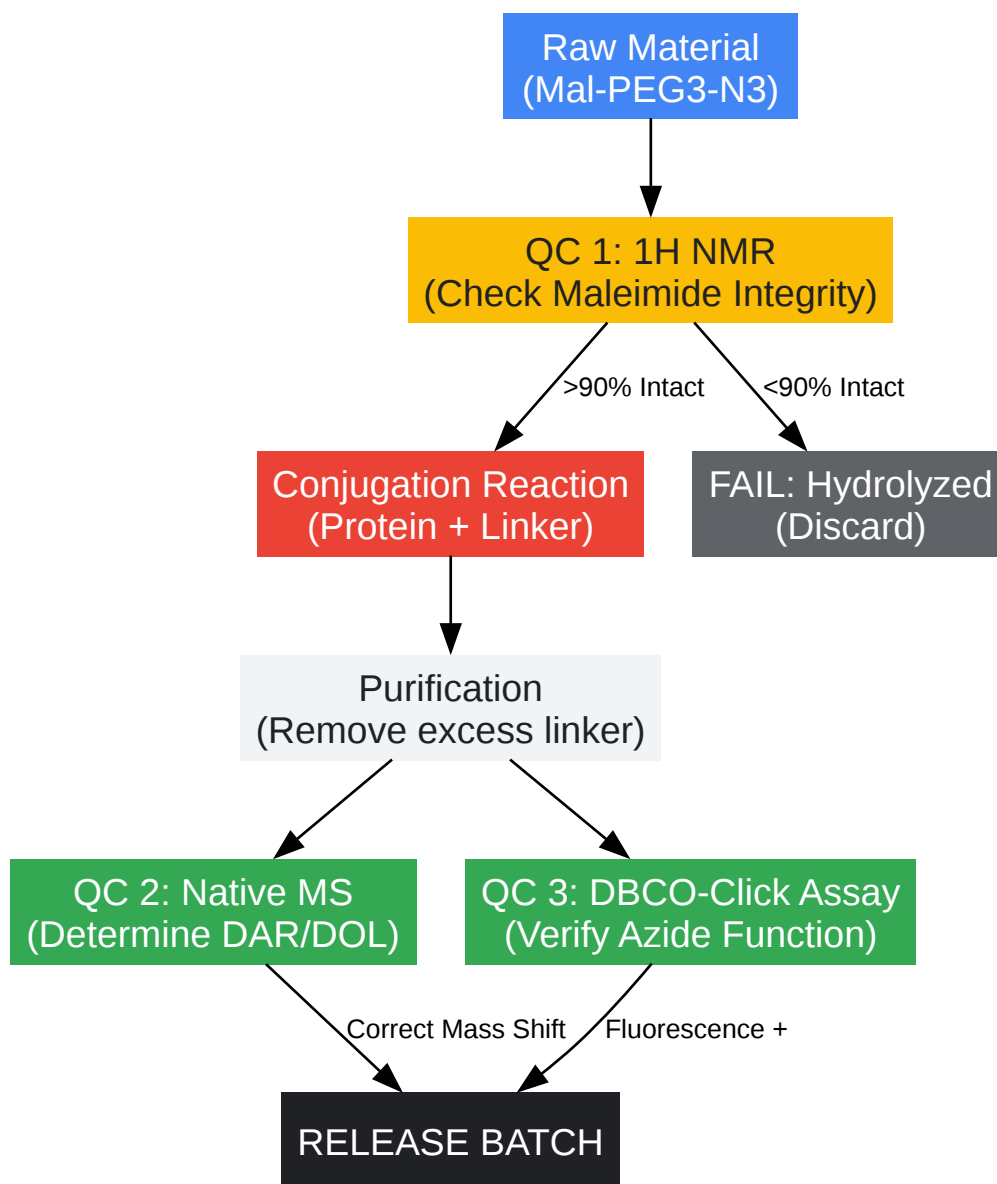 Raw Material
(Mal-PEG3-N3)
QC 1: 1H NMR
(Check Maleimide Integrity)
>90% Intact
<90% Intact
Conjugation Reaction
(Protein + Linker)
FAIL: Hydrolyzed
(Discard)
Purification
(Remove excess linker)
QC 2: Native MS
(Determine DAR/DOL)
QC 3: DBCO-Click Assay
(Verify Azide Function)
Correct Mass Shift
Fluorescence +
RELEASE BATCH